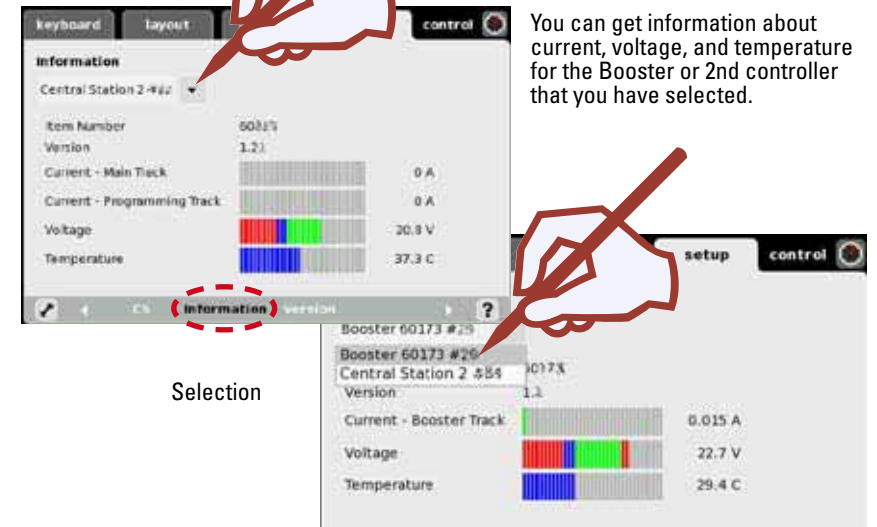 keyboard layout control
You can get information about
current, voltage, and temperature
for the Booster or 2nd controller
that you have selected.
Information
Central Station 2
Item Number
Version
Current - Main Track 0 A
Current - Programming Track 0 A
Voltage 20.8 V
Temperature 37.3 C
information version
?
Selection
setup control
Booster 60173 #29
Booster 60173 #29
Central Station 2
Version
Current - Booster Track 0.015 A
Voltage 22.7 V
Temperature 29.4 C